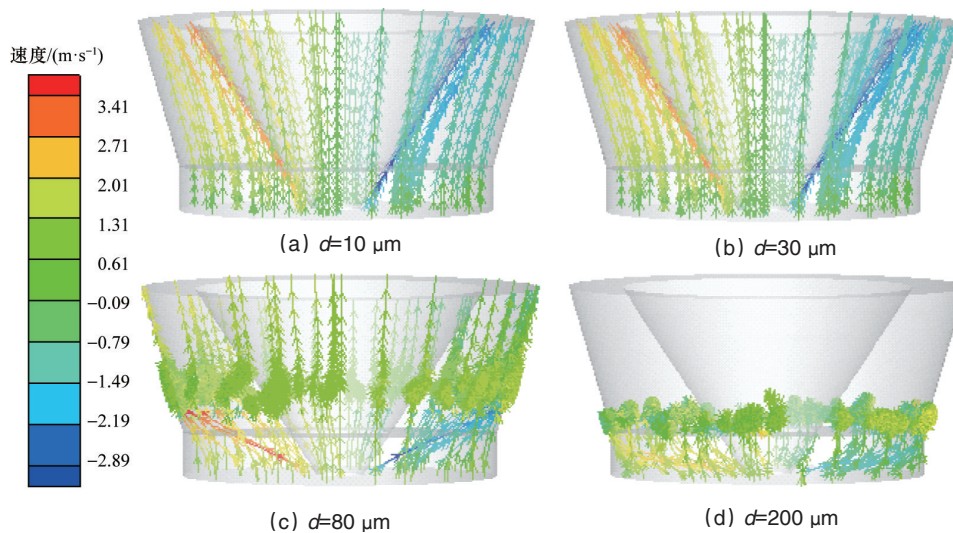 速度/(m·s⁻¹)
3.41
2.71
2.01
1.31
0.61
−0.09
−0.79
−1.49
−2.19
−2.89
(a) d=10 μm
(b) d=30 μm
(c) d=80 μm
(d) d=200 μm